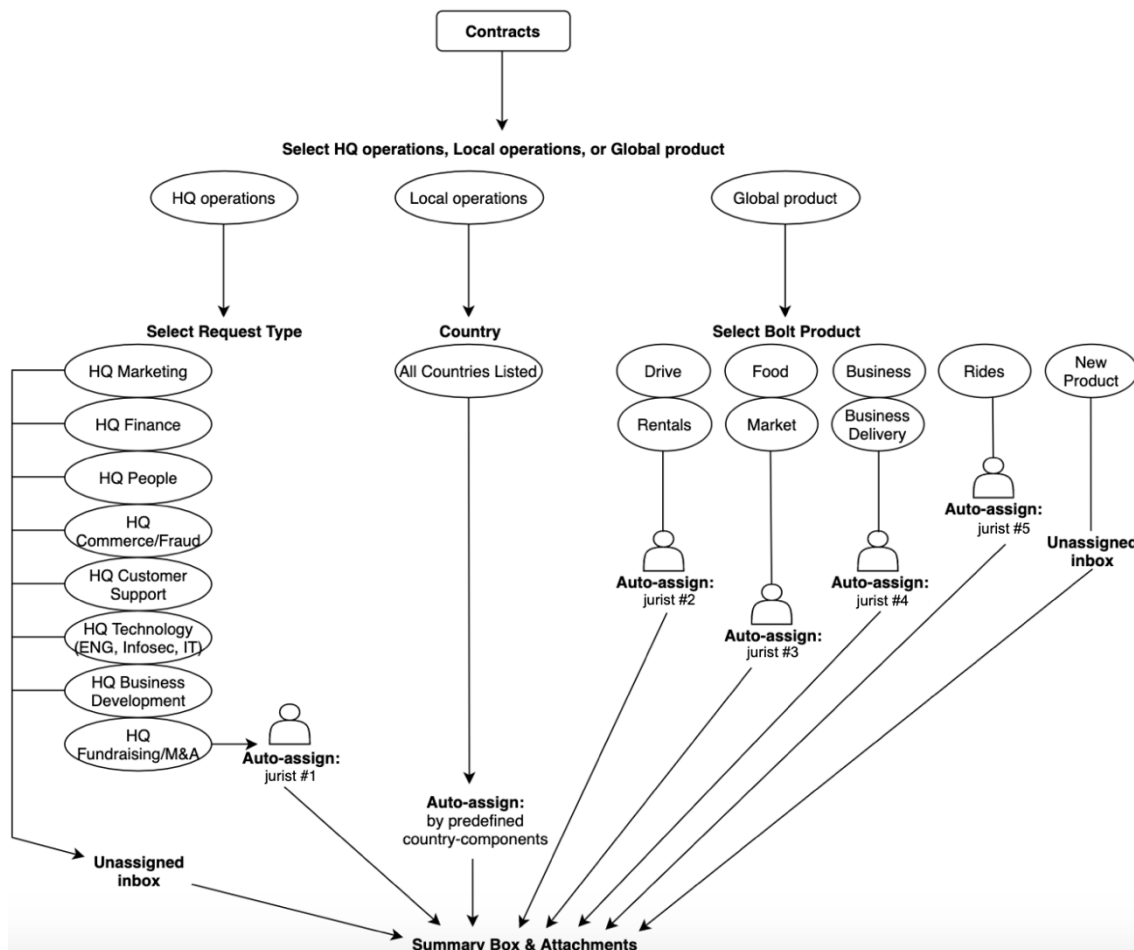 Contracts
Select HQ operations, Local operations, or Global product
HQ operations
Local operations
Global product
Select Request Type
HQ Marketing
HQ Finance
HQ People
HQ
Commerce/Fraud
HQ Customer
Support
HQ Technology
(ENG, Infosec, IT)
HQ Business
Development
HQ
Fundraising/M&A
Auto-assign:
jurist #1
Unassigned
inbox
Country
All Countries Listed
Auto-assign:
by predefined
country-components
Select Bolt Product
Drive
Rentals
Auto-assign:
jurist #2
Food
Market
Auto-assign:
jurist #3
Business
Business
Delivery
Auto-assign:
jurist #4
Rides
Auto-assign:
jurist #5
New
Product
Unassigned
inbox
Summary Box & Attachments